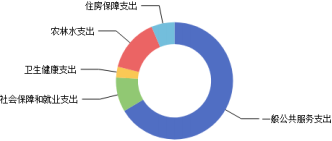 住房保障支出
农林水支出
卫生健康支出
社会保障和就业支出
一般公共服务支出